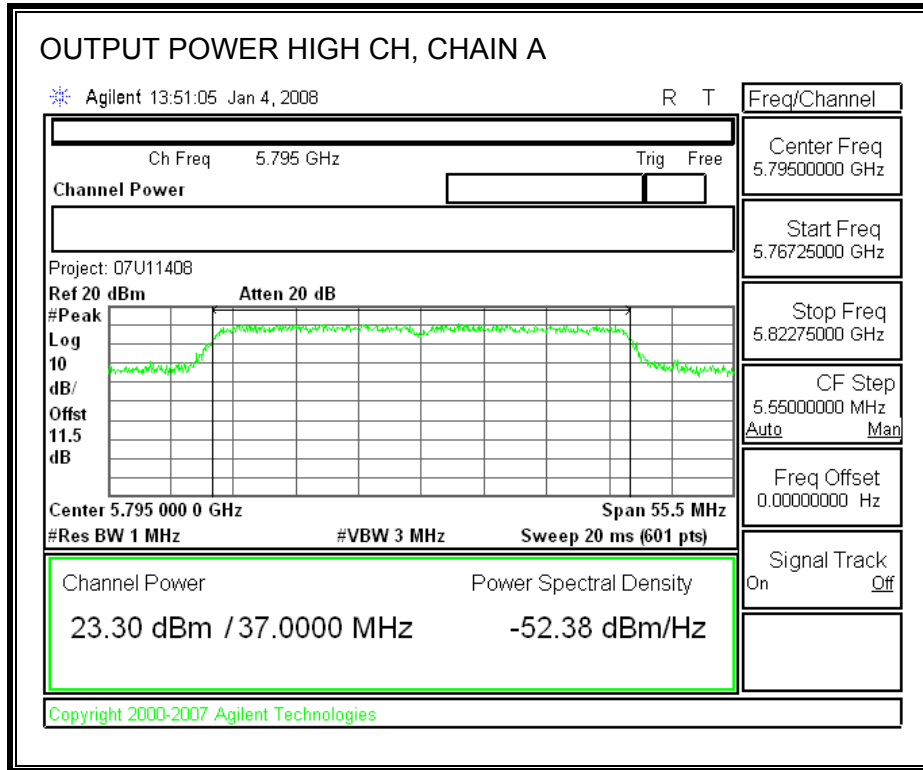 OUTPUT POWER HIGH CH, CHAIN A
Agilent 13:51:05 Jan 4, 2008 R T
Freq/Channel
Ch Freq 5.795 GHz Trig Free
Channel Power
Center Freq
5.79500000 GHz
Start Freq
5.76725000 GHz
Stop Freq
5.82275000 GHz
CF Step
5.55000000 MHz
Auto Man
Freq Offset
0.00000000 Hz
Signal Track
On Off
Project: 07U11408
Ref 20 dBm Atten 20 dB
#Peak
Log
10
dB/
Offst
11.5
dB
Center 5.795 000 0 GHz Span 55.5 MHz
#Res BW 1 MHz #VBW 3 MHz Sweep 20 ms (601 pts)
Channel Power Power Spectral Density
23.30 dBm / 37.0000 MHz -52.38 dBm/Hz
Copyright 2000-2007 Agilent Technologies